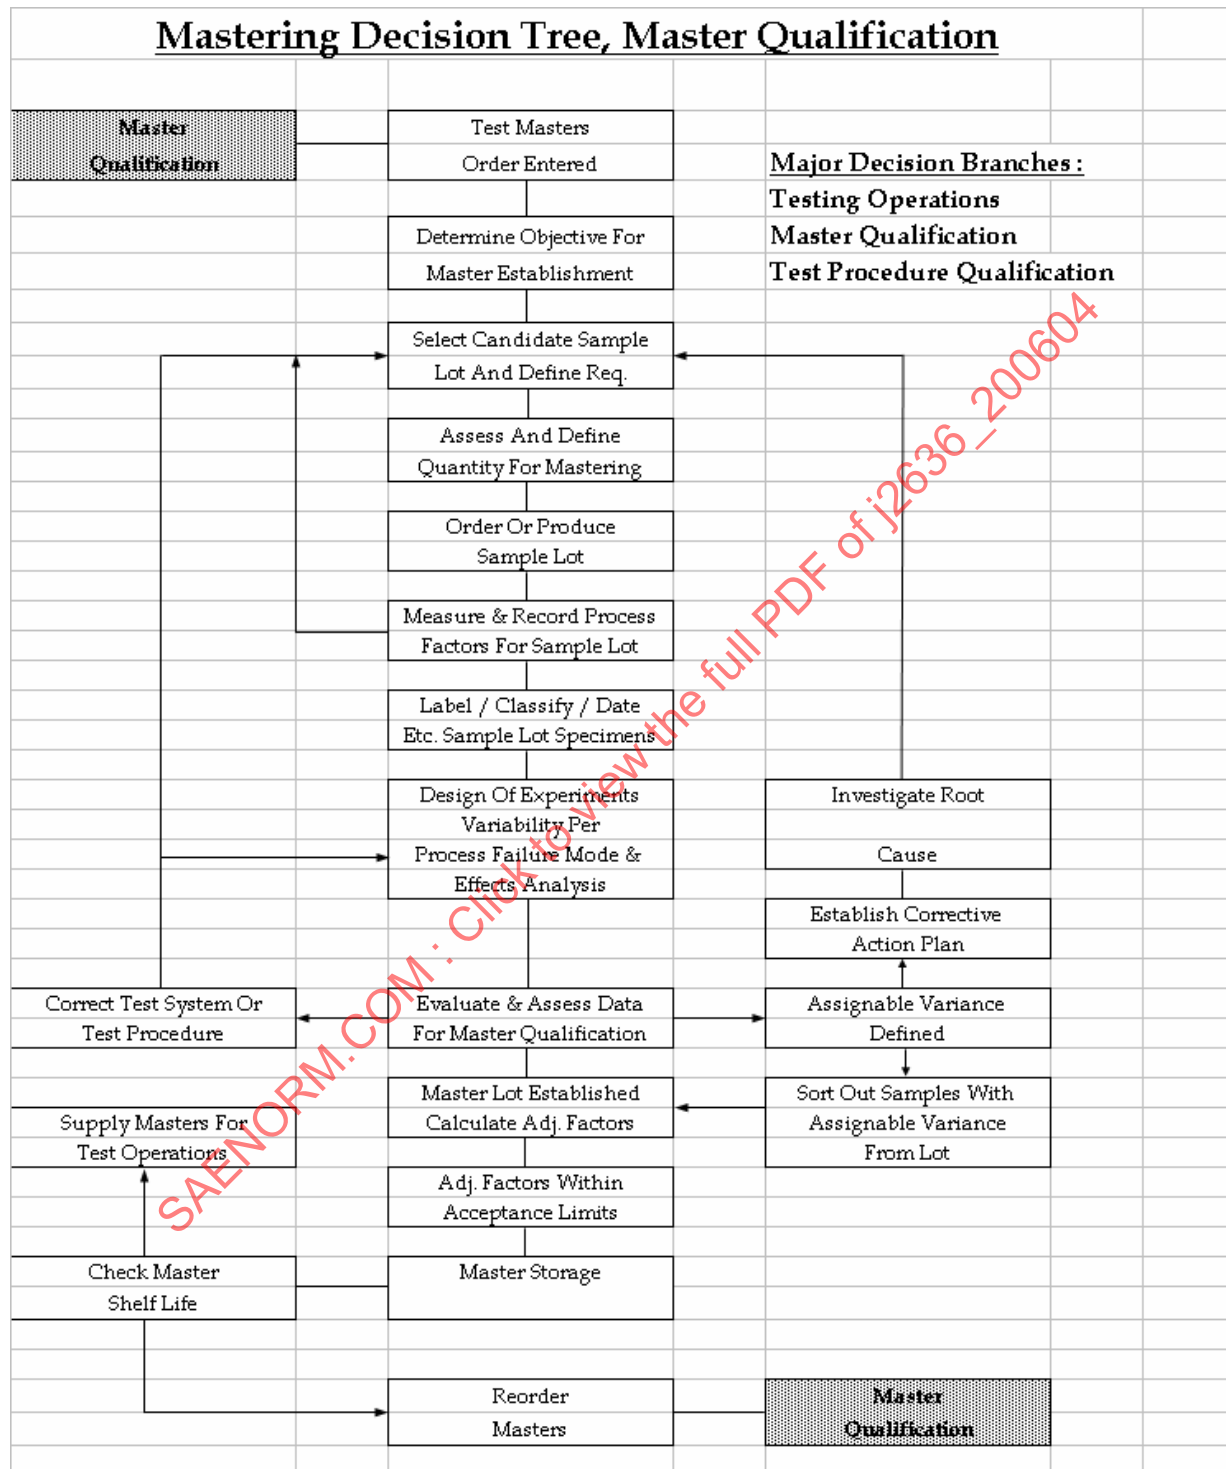 Mastering Decision Tree, Master Qualification
Master
Qualification
Test Masters
Order Entered
Major Decision Branches :
Testing Operations
Master Qualification
Test Procedure Qualification
Determine Objective For
Master Establishment
Select Candidate Sample
Lot And Define Req.
Assess And Define
Quantity For Mastering
Order Or Produce
Sample Lot
Measure & Record Process
Factors For Sample Lot
Label / Classify / Date
Etc. Sample Lot Specimens
Design Of Experiments
Variability Per
Process Failure Mode &
Effects Analysis
Investigate Root
Cause
Establish Corrective
Action Plan
Correct Test System Or
Test Procedure
Evaluate & Assess Data
For Master Qualification
Assignable Variance
Defined
Master Lot Established
Calculate Adj. Factors
Sort Out Samples With
Assignable Variance
From Lot
Supply Masters For
Test Operations
Adj. Factors Within
Acceptance Limits
Check Master
Shelf Life
Master Storage
Reorder
Masters
Master
Qualification
SAENORM.COM : Click to view the full PDF of j2636_200604